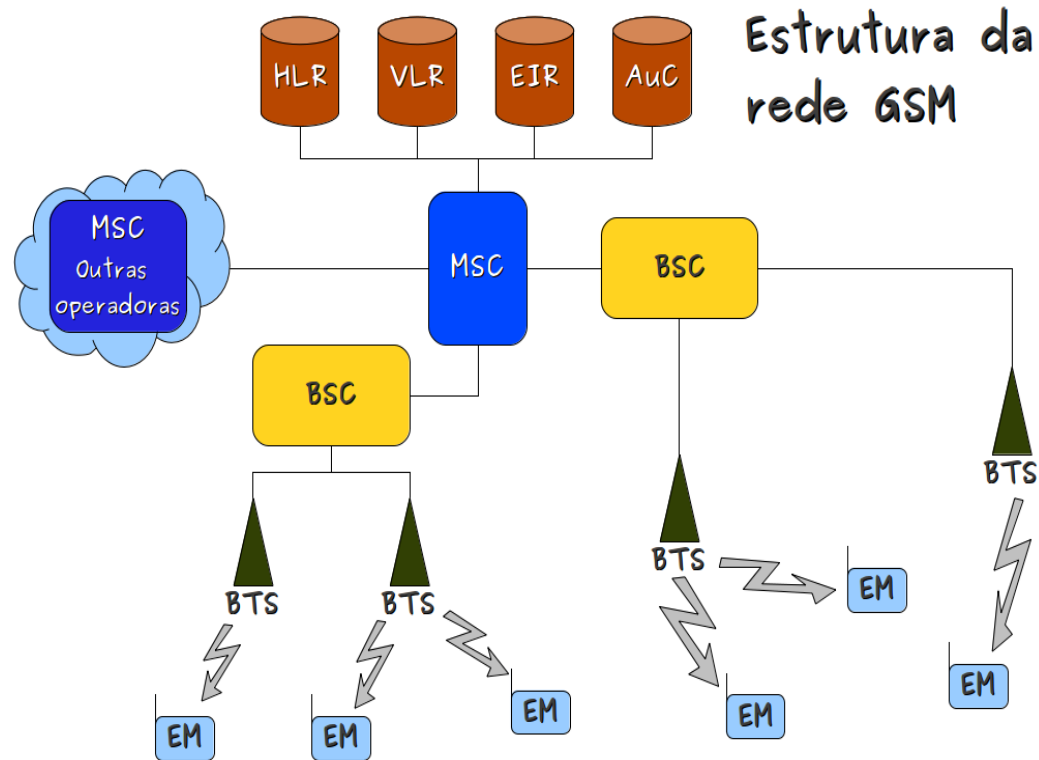 Estrutura da
rede GSM
HLR
VLR
EIR
AuC
MSC
Outras
operadoras
MSC
BSC
BSC
BTS
BTS
BTS
BTS
EM
EM
EM
EM
EM
EM